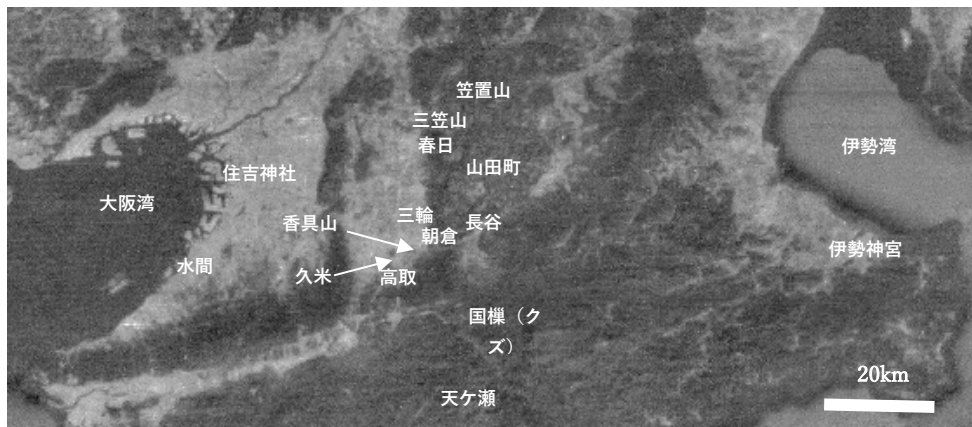 笠置山
三笠山
春日
山田町
伊勢湾
住吉神社
大阪湾
三輪
長谷
香具山
朝倉
伊勢神宮
水間
久米
高取
国樔（ク
ズ）
20km
天ケ瀬